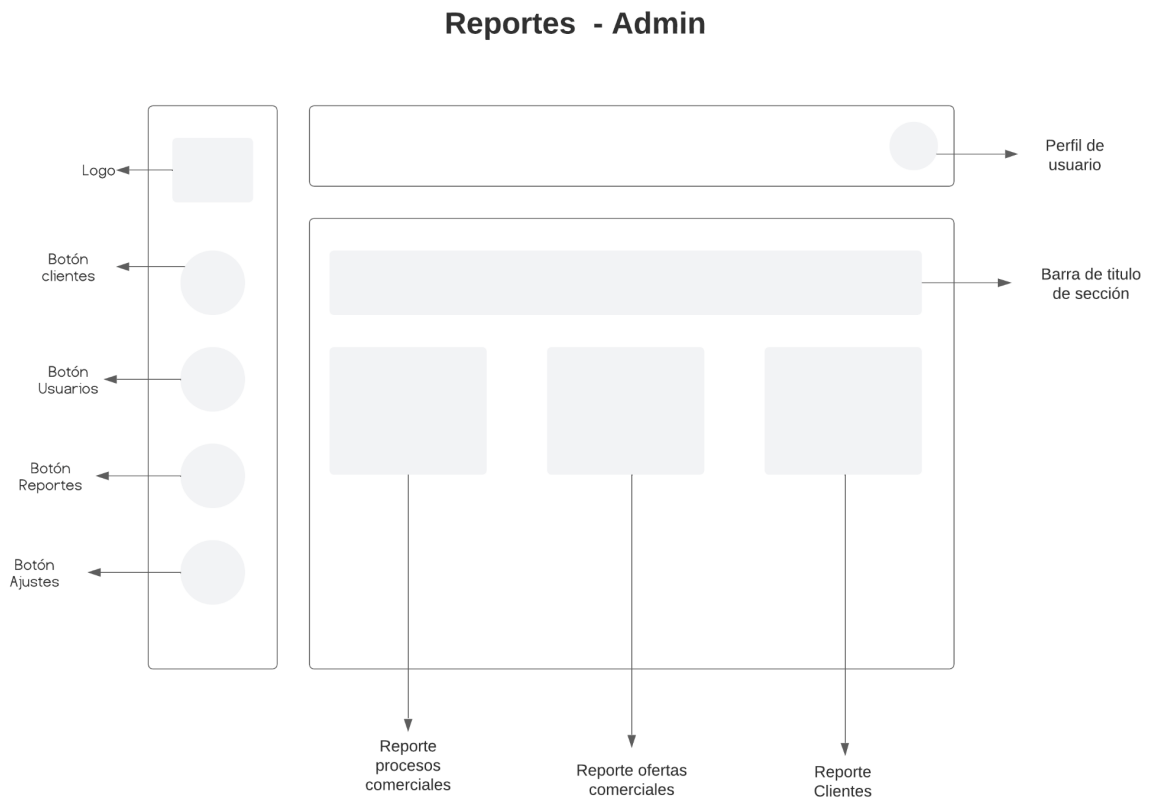 Reportes  - Admin
Logo
Perfil de
usuario
Botón
clientes
Barra de titulo
de sección
Botón
Usuarios
Botón
Reportes
Botón
Ajustes
Reporte
procesos
comerciales
Reporte ofertas
comerciales
Reporte
Clientes